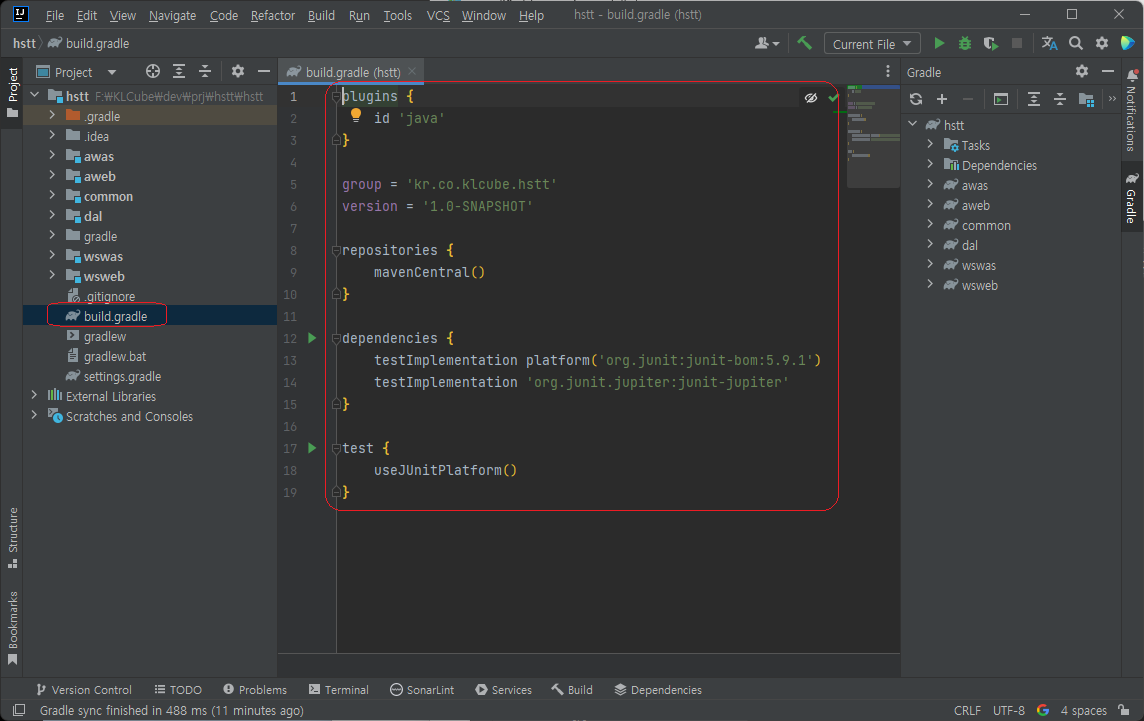 File Edit View Navigate Code Refactor Build Run Tools VCS Window Help hstt - build.gradle (hstt)
hstt build.gradle Current File
Project
Project
hstt F:₩KLCube₩dev₩prj₩hstt₩hstt
.gradle
.idea
awas
aweb
common
dal
gradle
wswas
wsweb
.gitignore
build.gradle
gradlew
gradlew.bat
settings.gradle
External Libraries
Scratches and Consoles
Structure
Bookmarks
build.gradle (hstt)
1 plugins {
2 id 'java'
3 }
4
5 group = 'kr.co.klcube.hstt'
6 version = '1.0-SNAPSHOT'
7
8 repositories {
9 mavenCentral()
10 }
11
12 dependencies {
13 testImplementation platform('org.junit:junit-bom:5.9.1')
14 testImplementation 'org.junit.jupiter:junit-jupiter'
15 }
16
17 test {
18 useJUnitPlatform()
19 }
Gradle
hstt
Tasks
Dependencies
awas
aweb
common
dal
wswas
wsweb
Notifications
Gradle
Version Control TODO Problems Terminal SonarLint Services Build Dependencies
Gradle sync finished in 488 ms (11 minutes ago) CRLF UTF-8 4 spaces